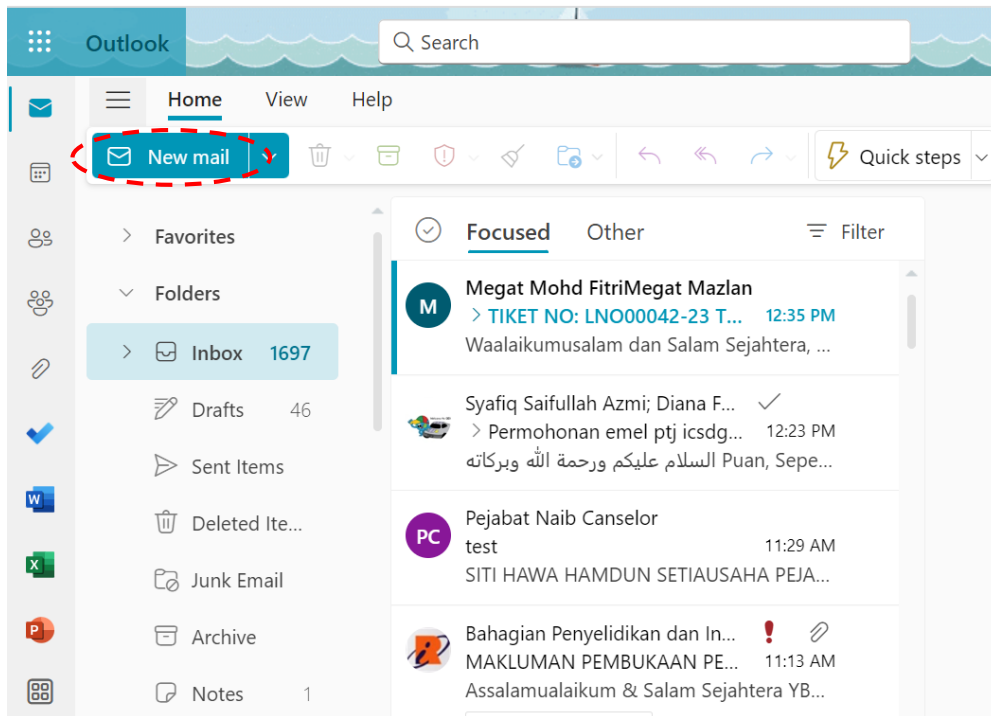 Outlook
Search
Home View Help
New mail
Quick steps
Favorites
Folders
Inbox 1697
Drafts 46
Sent Items
Deleted Ite...
Junk Email
Archive
Notes 1
Focused Other Filter
M
Megat Mohd FitriMegat Mazlan
TIKET NO: LNO00042-23 T... 12:35 PM
Waalaikumusalam dan Salam Sejahtera, ...
Syafiq Saifullah Azmi; Diana F...
Permohonan emel ptj icsdg... 12:23 PM
السلام عليكم ورحمة الله وبركاته Puan, Sepe...
PC
Pejabat Naib Canselor
test 11:29 AM
SITI HAWA HAMDUN SETIAUSAHA PEJA...
Bahagian Penyelidikan dan In...
MAKLUMAN PEMBUKAAN PE... 11:13 AM
Assalamualaikum & Salam Sejahtera YB...
W
X
P